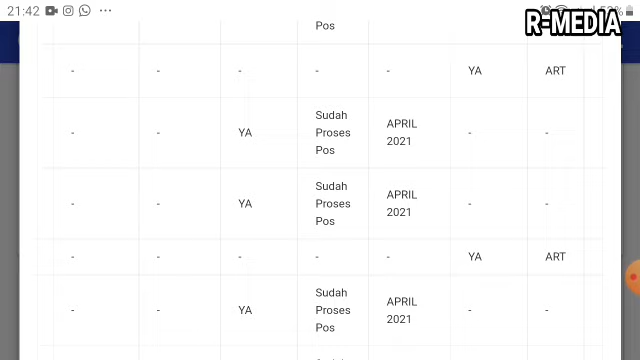 21:42
R-MEDIA
Pos
- - - - - YA ART
- - YA Sudah Proses Pos APRIL 2021 - -
- - YA Sudah Proses Pos APRIL 2021 - -
- - - - - YA ART
- - YA Sudah Proses Pos APRIL 2021 - -